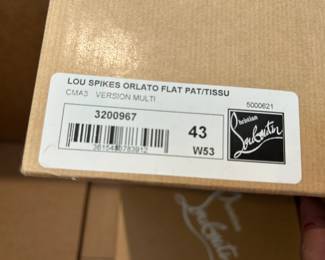 LOU SPIKES ORLATO FLAT PAT/TISSU
CMA3 VERSION MULTI
5000621
3200967
43
W53
Christian
Louboutin